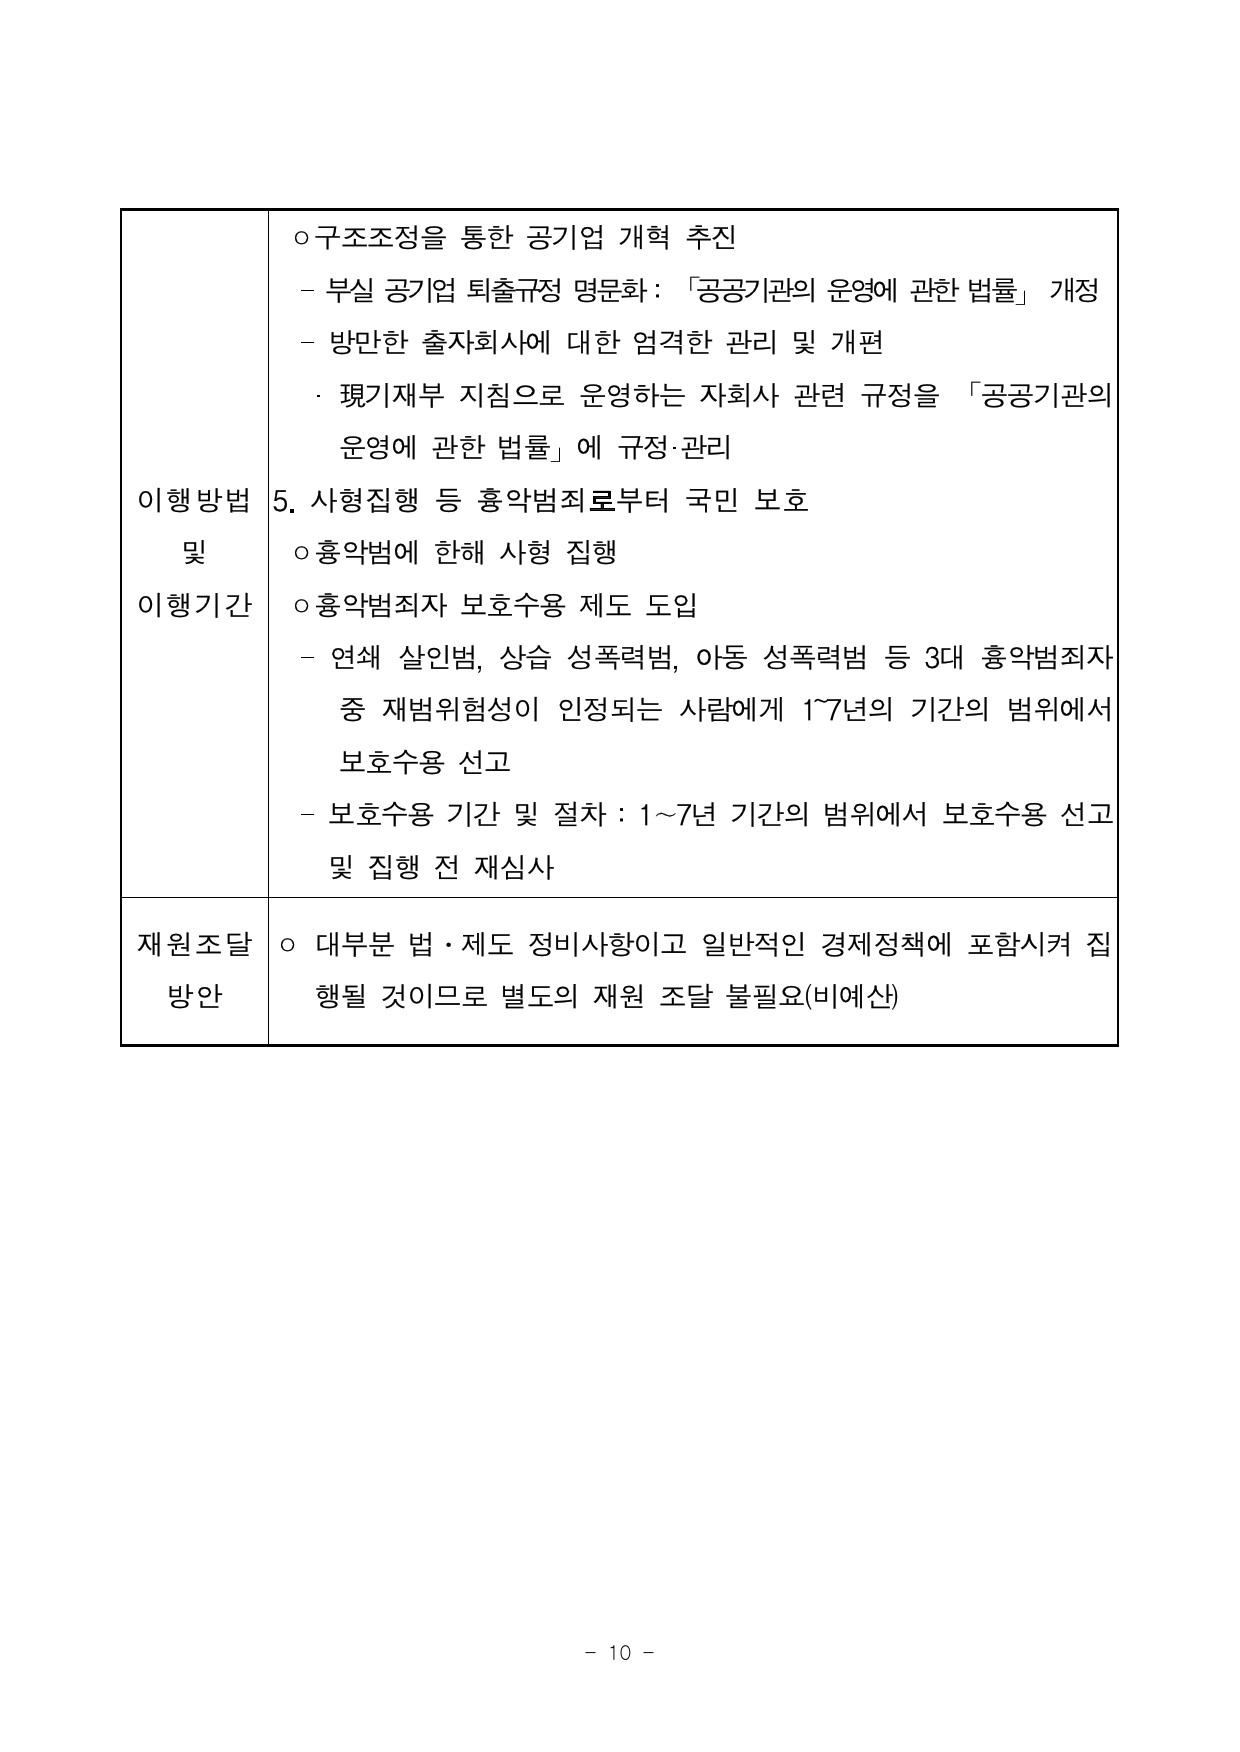 ㅇ구조조정을 통한 공기업 개혁 추진
- 부실 공기업 퇴출규정 명문화 : 「공공기관의 운영에 관한 법률」 개정
- 방만한 출자회사에 대한 엄격한 관리 및 개편
· 現기재부 지침으로 운영하는 자회사 관련 규정을 「공공기관의
운영에 관한 법률」에 규정·관리
이행방법
및
이행기간
5. 사형집행 등 흉악범죄로부터 국민 보호
ㅇ흉악범에 한해 사형 집행
ㅇ흉악범죄자 보호수용 제도 도입
- 연쇄 살인범, 상습 성폭력범, 아동 성폭력범 등 3대 흉악범죄자
중 재범위험성이 인정되는 사람에게 1~7년의 기간의 범위에서
보호수용 선고
- 보호수용 기간 및 절차 : 1～7년 기간의 범위에서 보호수용 선고
및 집행 전 재심사
재원조달
방안
ㅇ 대부분 법·제도 정비사항이고 일반적인 경제정책에 포함시켜 집
행될 것이므로 별도의 재원 조달 불필요(비예산)
- 10 -